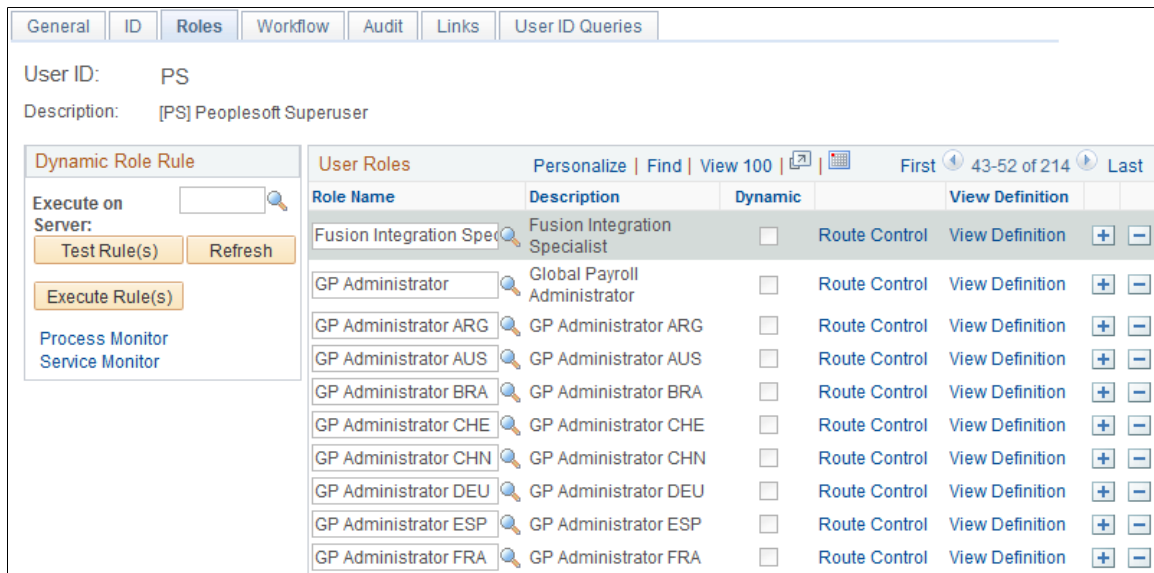 General ID Roles Workflow Audit Links User ID Queries
User ID: PS
Description: [PS] Peoplesoft Superuser
Dynamic Role Rule
Execute on
Server:
Test Rule(s) Refresh
Execute Rule(s)
Process Monitor
Service Monitor
User Roles Personalize | Find | View 100 | | First 43-52 of 214 Last
Role Name Description Dynamic View Definition
Fusion Integration Spec Fusion Integration Specialist Route Control View Definition + -
GP Administrator Global Payroll Administrator Route Control View Definition + -
GP Administrator ARG GP Administrator ARG Route Control View Definition + -
GP Administrator AUS GP Administrator AUS Route Control View Definition + -
GP Administrator BRA GP Administrator BRA Route Control View Definition + -
GP Administrator CHE GP Administrator CHE Route Control View Definition + -
GP Administrator CHN GP Administrator CHN Route Control View Definition + -
GP Administrator DEU GP Administrator DEU Route Control View Definition + -
GP Administrator ESP GP Administrator ESP Route Control View Definition + -
GP Administrator FRA GP Administrator FRA Route Control View Definition + -